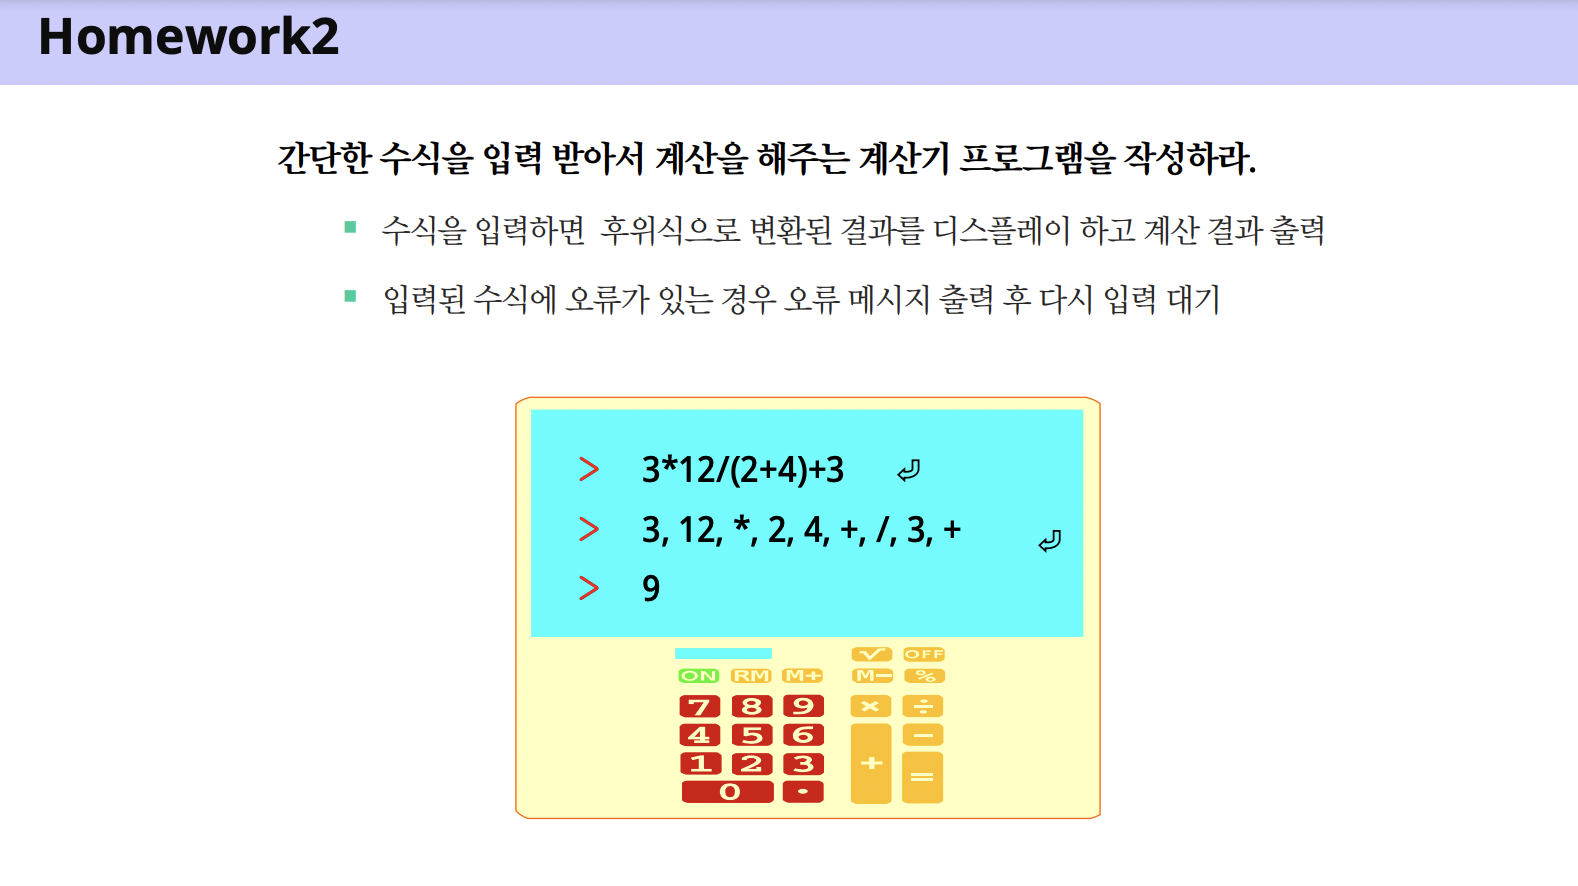 Homework2
간단한 수식을 입력 받아서 계산을 해주는 계산기 프로그램을 작성하라.
수식을 입력하면 후위식으로 변환된 결과를 디스플레이 하고 계산 결과 출력
입력된 수식에 오류가 있는 경우 오류 메시지 출력 후 다시 입력 대기
> 3*12/(2+4)+3
> 3, 12, *, 2, 4, +, /, 3, +
> 9
√ OFF
ON RM M+ M− %
7 8 9 × ÷
4 5 6 −
1 2 3 + =
0 .